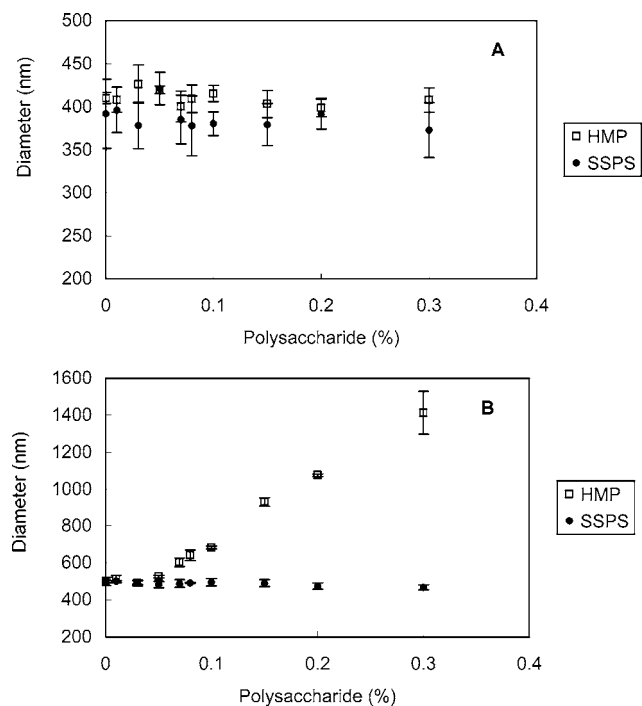 500
450
400
350
300
250
200
Diameter (nm)
A
HMP
SSPS
0
0.1
0.2
0.3
0.4
Polysaccharide (%)
1600
1400
1200
1000
800
600
400
200
Diameter (nm)
B
HMP
SSPS
0
0.1
0.2
0.3
0.4
Polysaccharide (%)